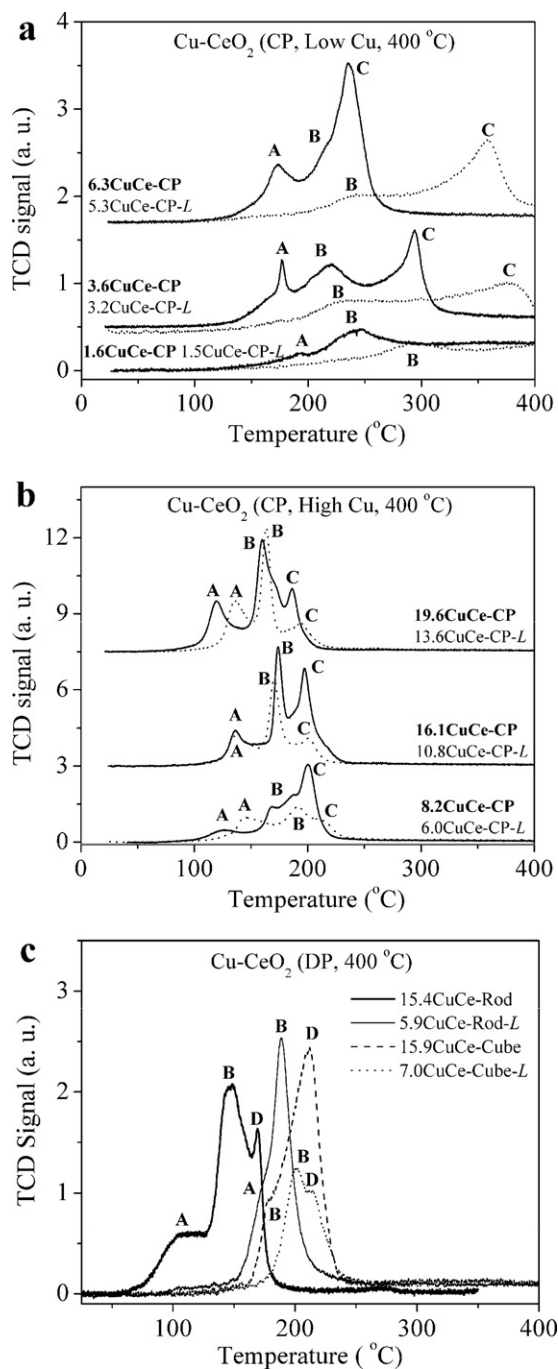 a
Cu-CeO₂ (CP, Low Cu, 400 °C)
TCD signal (a. u.)
4
3
2
1
0
C
A
B
C
B
6.3CuCe-CP
5.3CuCe-CP-L
A
B
C
B
C
3.6CuCe-CP
3.2CuCe-CP-L
1.6CuCe-CP 1.5CuCe-CP-L
A
B
B
0 100 200 300 400
Temperature (°C)
b
Cu-CeO₂ (CP, High Cu, 400 °C)
TCD signal (a. u.)
12
9
6
3
0
B
B
A
A
C
C
19.6CuCe-CP
13.6CuCe-CP-L
B
B
C
A
A
C
16.1CuCe-CP
10.8CuCe-CP-L
C
B
A
A
B
C
8.2CuCe-CP
6.0CuCe-CP-L
0 100 200 300 400
Temperature (°C)
c
Cu-CeO₂ (DP, 400 °C)
TCD Signal (a. u.)
3
2
1
0
15.4CuCe-Rod
5.9CuCe-Rod-L
15.9CuCe-Cube
7.0CuCe-Cube-L
B
D
B
D
A
A
B
B
D
100 200 300 400
Temperature (°C)